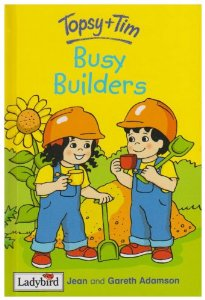 Topsy+Tim
Busy
Builders
Ladybird
Jean and Gareth Adamson